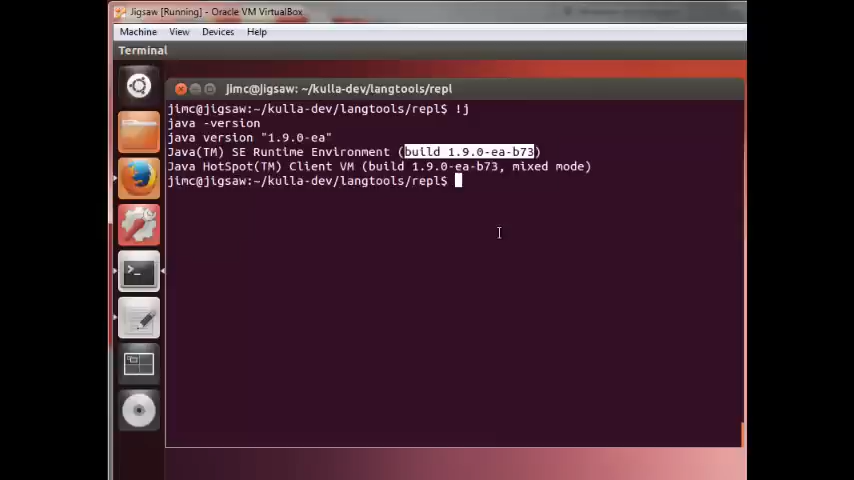 Jigsaw [Running] - Oracle VM VirtualBox
Machine View Devices Help
Terminal
jimc@jigsaw: ~/kulla-dev/langtools/repl
jimc@jigsaw:~/kulla-dev/langtools/repl$ !j
java -version
java version "1.9.0-ea"
Java(TM) SE Runtime Environment (build 1.9.0-ea-b73)
Java HotSpot(TM) Client VM (build 1.9.0-ea-b73, mixed mode)
jimc@jigsaw:~/kulla-dev/langtools/repl$